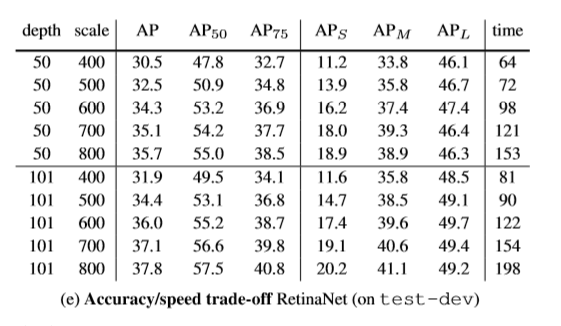 depth scale AP AP50 AP75 APS APM APL time
50 400 30.5 47.8 32.7 11.2 33.8 46.1 64
50 500 32.5 50.9 34.8 13.9 35.8 46.7 72
50 600 34.3 53.2 36.9 16.2 37.4 47.4 98
50 700 35.1 54.2 37.7 18.0 39.3 46.4 121
50 800 35.7 55.0 38.5 18.9 38.9 46.3 153
101 400 31.9 49.5 34.1 11.6 35.8 48.5 81
101 500 34.4 53.1 36.8 14.7 38.5 49.1 90
101 600 36.0 55.2 38.7 17.4 39.6 49.7 122
101 700 37.1 56.6 39.8 19.1 40.6 49.4 154
101 800 37.8 57.5 40.8 20.2 41.1 49.2 198
(e) Accuracy/speed trade-off RetinaNet (on test-dev)